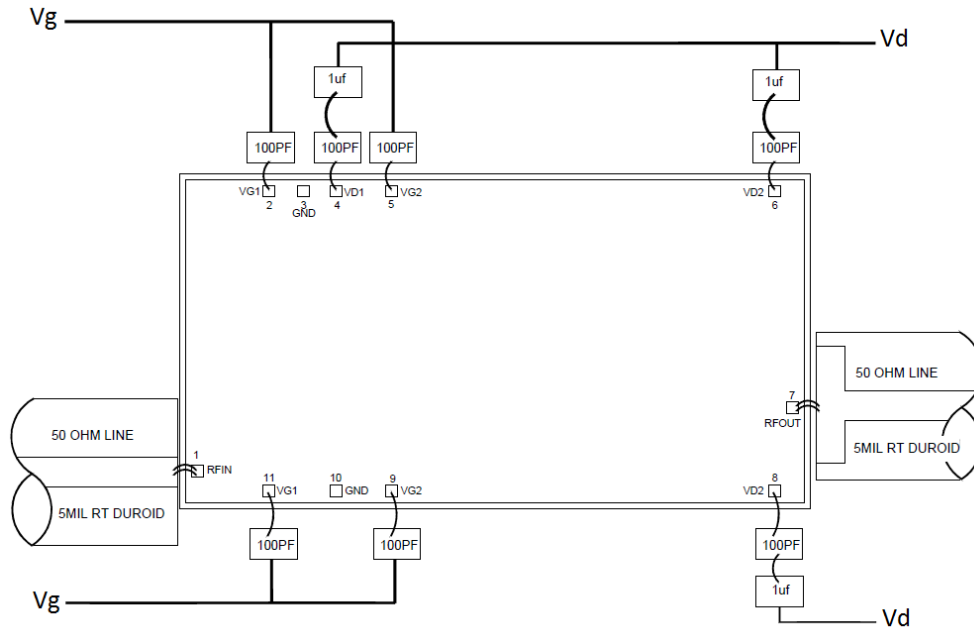 Vg
Vd
1uf
1uf
100PF
100PF
100PF
100PF
VG1
VD1
VG2
VD2
2
3
4
5
6
GND
50 OHM LINE
7
RFOUT
50 OHM LINE
5MIL RT DUROID
1
RFIN
5MIL RT DUROID
11
VG1
10
GND
9
VG2
VD2
8
100PF
100PF
100PF
1uf
Vg
Vd